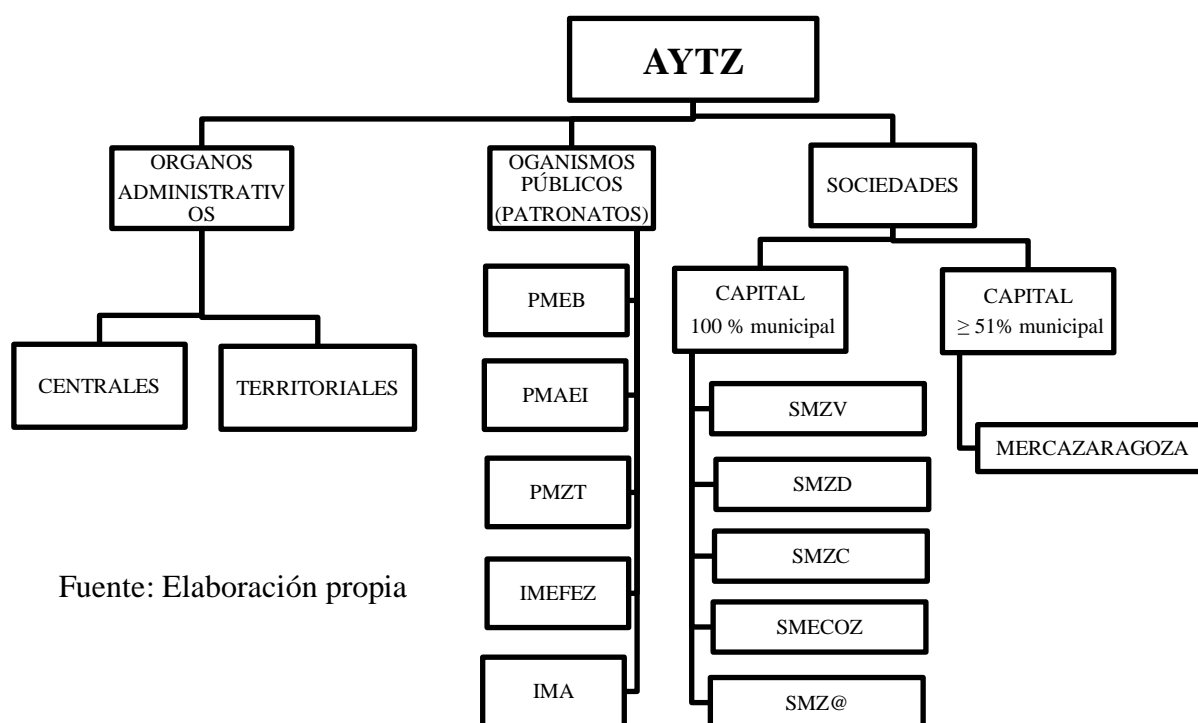 AYTZ
ORGANOS
ADMINISTRATIV
OS
OGANISMOS
PÚBLICOS
(PATRONATOS)
SOCIEDADES
CENTRALES
TERRITORIALES
PMEB
PMAEI
PMZT
IMEFEZ
IMA
CAPITAL
100 % municipal
CAPITAL
≥ 51% municipal
SMZV
SMZD
SMZC
SMECOZ
SMZ@
MERCAZARAGOZA
Fuente: Elaboración propia